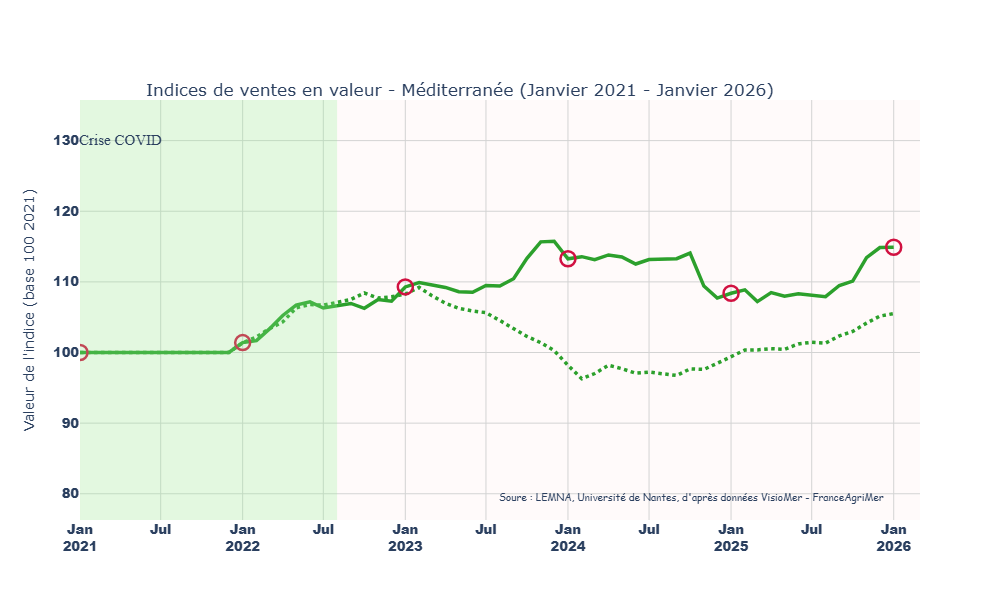 Indices de ventes en valeur - Méditerranée (Janvier 2021 - Janvier 2026)
Valeur de l'indice (base 100 2021)
130
Crise COVID
120
110
100
90
80
Soure : LEMNA, Université de Nantes, d'après données VisioMer - FranceAgriMer
Jan Jul Jan Jul Jan Jul Jan Jul Jan Jul Jan
2021 2022 2023 2024 2025 2026